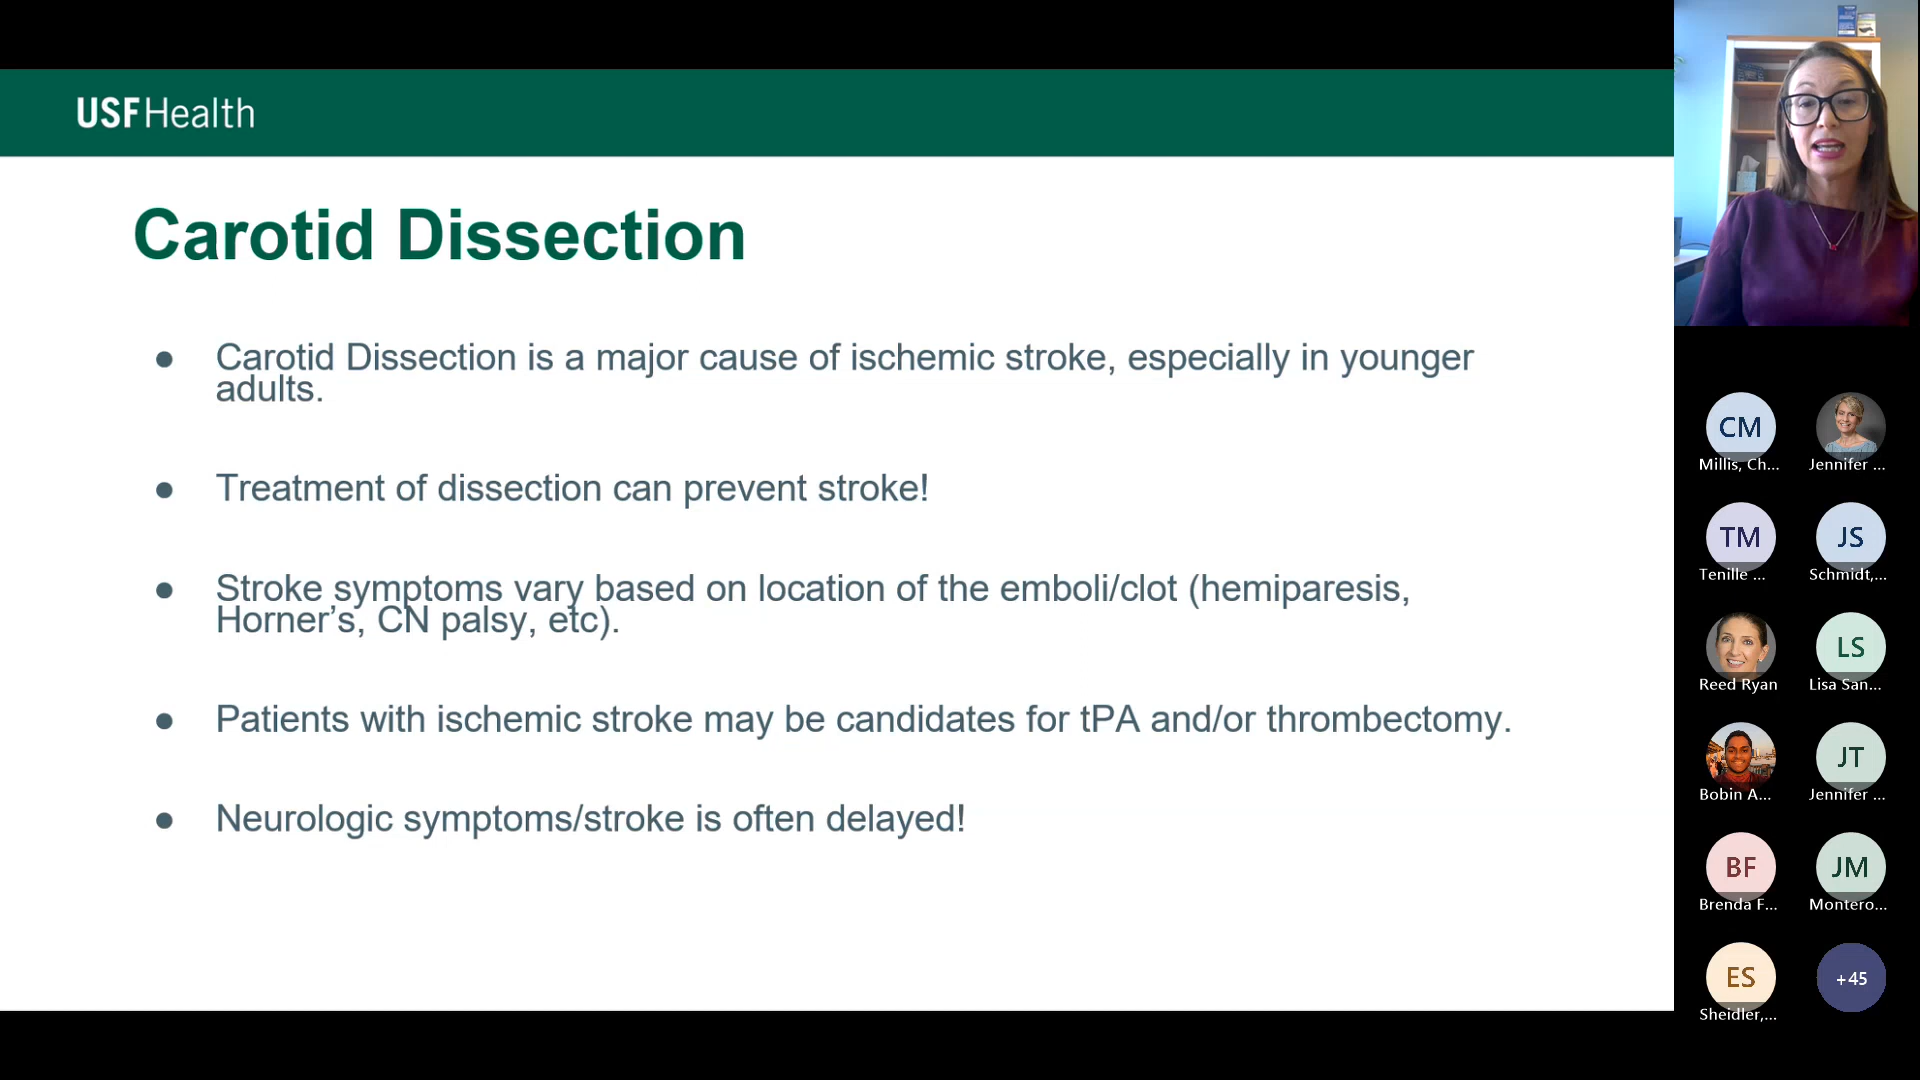 USFHealth
Carotid Dissection
● Carotid Dissection is a major cause of ischemic stroke, especially in younger
adults.
● Treatment of dissection can prevent stroke!
● Stroke symptoms vary based on location of the emboli/clot (hemiparesis,
Horner’s, CN palsy, etc).
● Patients with ischemic stroke may be candidates for tPA and/or thrombectomy.
● Neurologic symptoms/stroke is often delayed!
CM
Millis, Ch...
Jennifer ...
TM
Tenille ...
JS
Schmidt,...
Reed Ryan
LS
Lisa San...
Bobin A...
JT
Jennifer ...
BF
Brenda F...
JM
Montero...
ES
Sheidler,...
+45